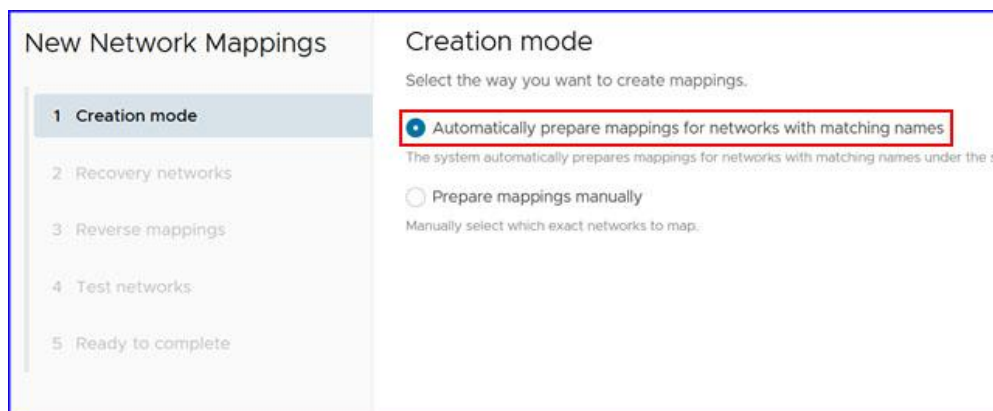 New Network Mappings
1 Creation mode
2 Recovery networks
3 Reverse mappings
4 Test networks
5 Ready to complete
Creation mode
Select the way you want to create mappings.
Automatically prepare mappings for networks with matching names
The system automatically prepares mappings for networks with matching names under the
Prepare mappings manually
Manually select which exact networks to map.